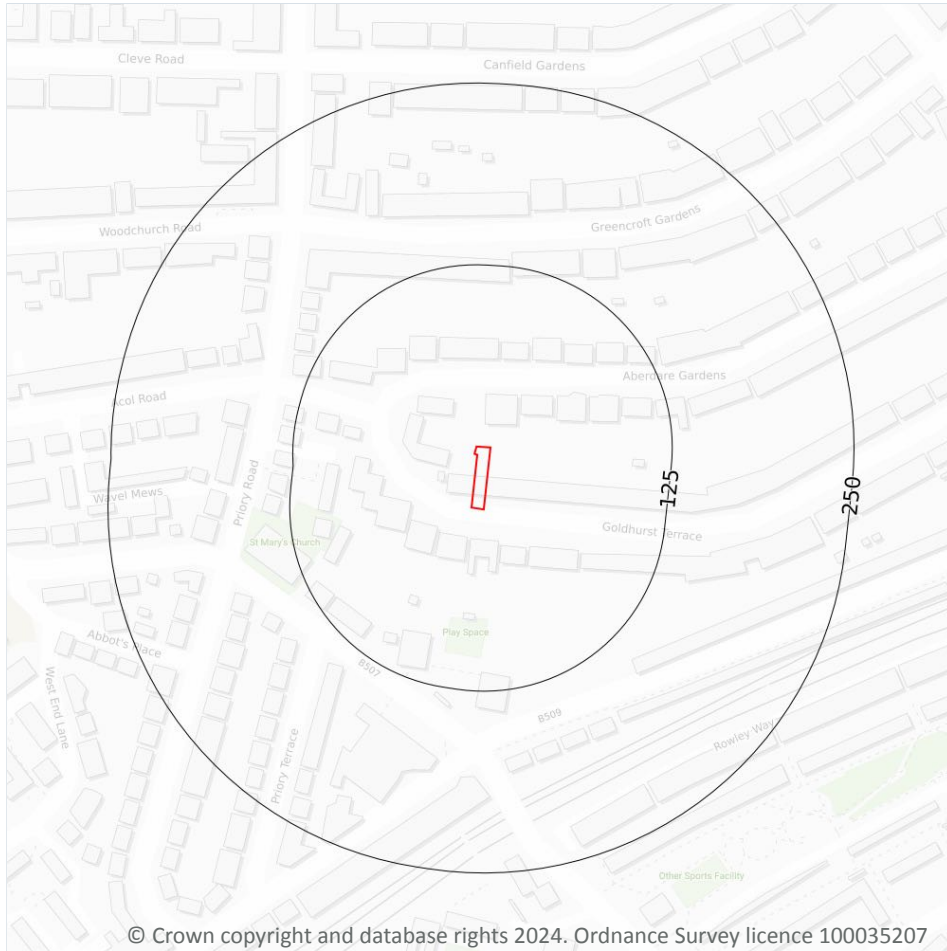 Cleve Road
Canfield Gardens
Woodchurch Road
Greencroft Gardens
Aberdare Gardens
Acol Road
Priory Road
Wavel Mews
125
250
Goldhurst Terrace
St Mary's Church
Play Space
Abbot's Place
B507
West End Lane
B509
Rowley Way
Priory Terrace
Other Sports Facility
© Crown copyright and database rights 2024. Ordnance Survey licence 100035207